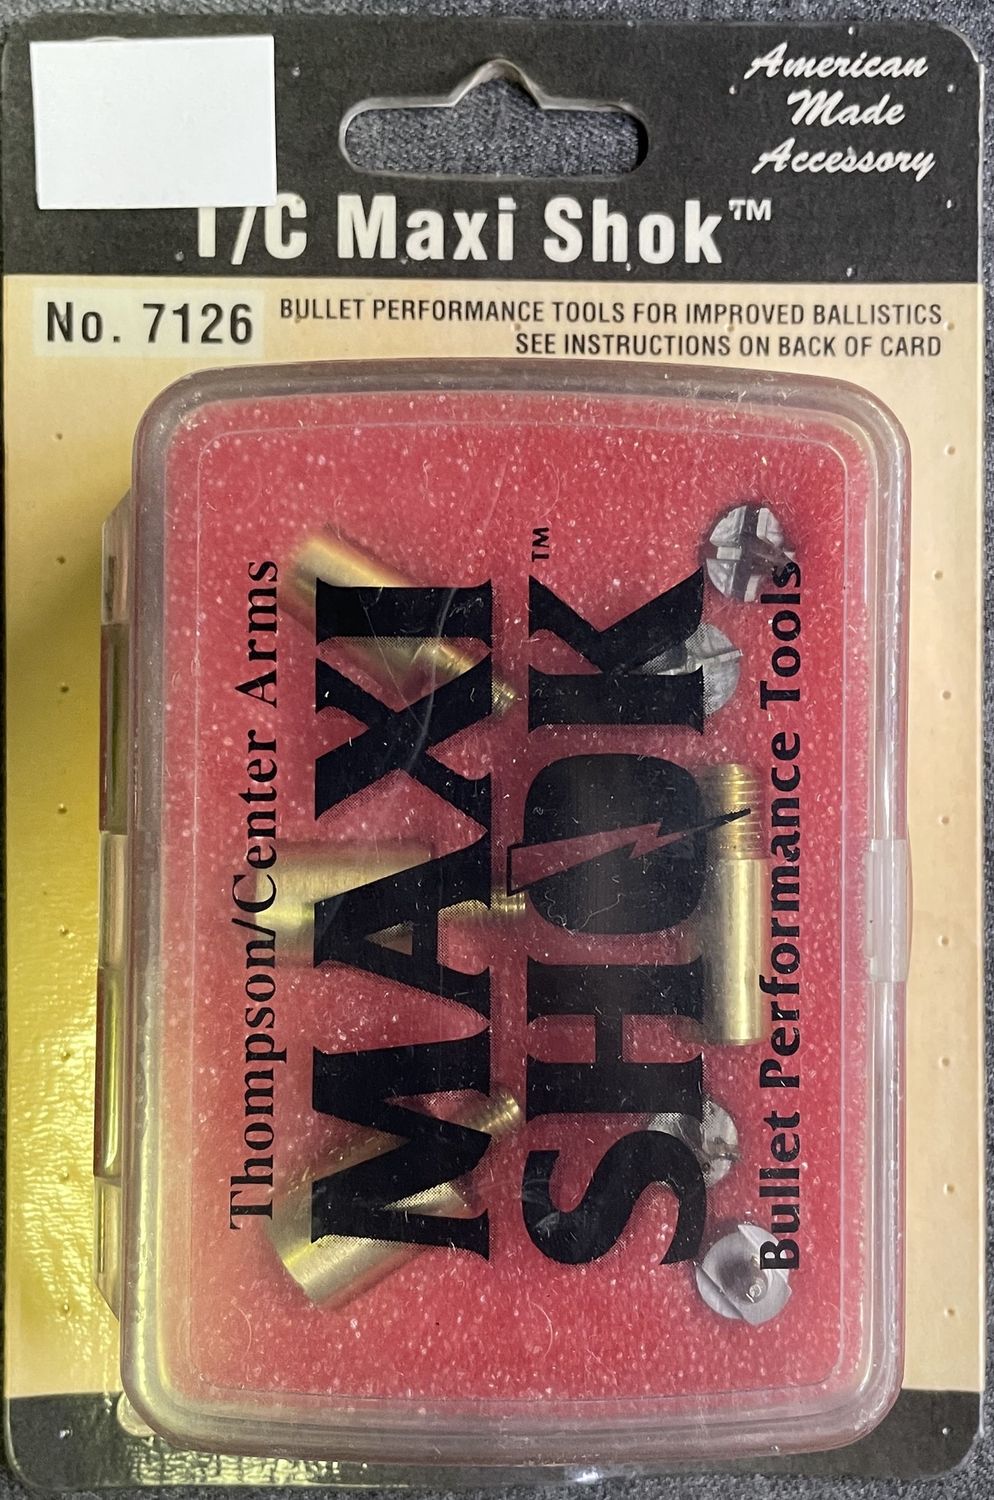 American
Made
Accessory
T/C Maxi Shok™
No. 7126
BULLET PERFORMANCE TOOLS FOR IMPROVED BALLISTICS
SEE INSTRUCTIONS ON BACK OF CARD
Thompson/Center Arms
MAXI
SHOK™
Bullet Performance Tools